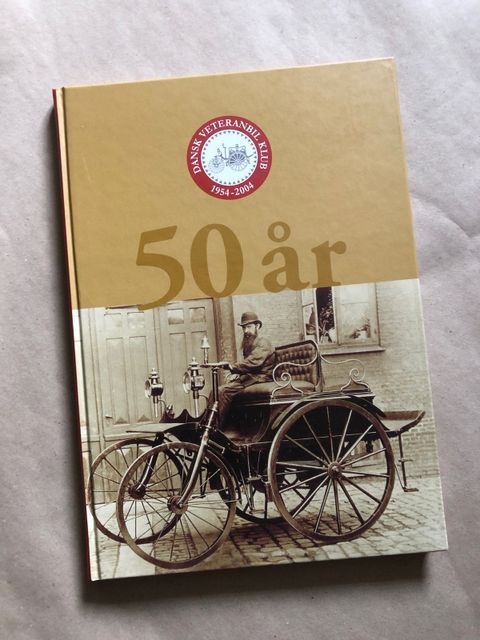 DANSK VETERANBIL KLUB
1954-2004
50 år